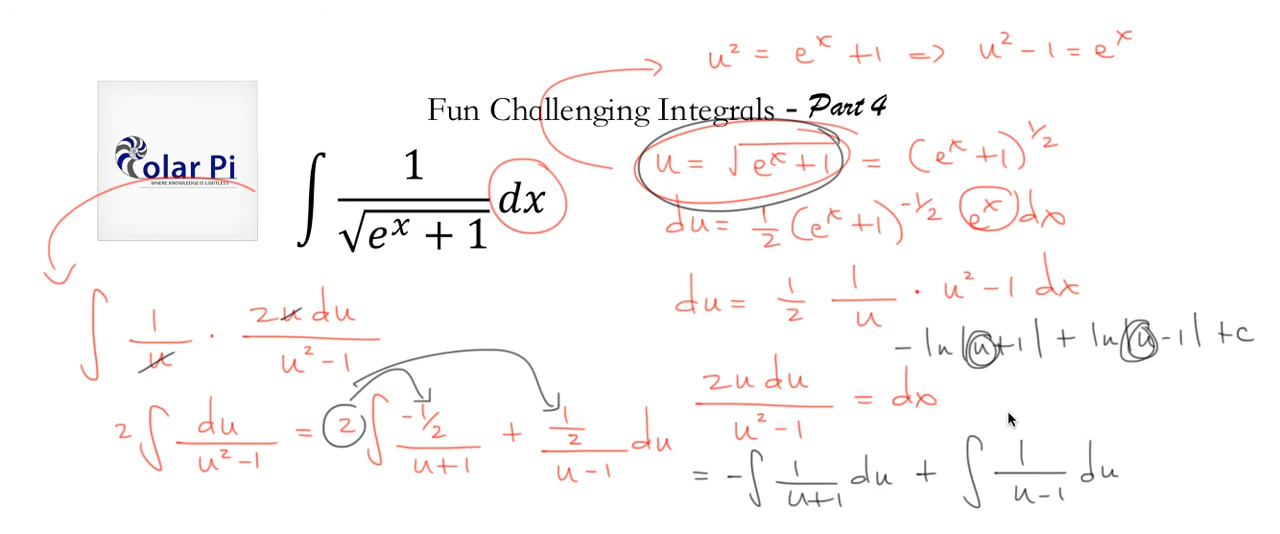 u² = eˣ + 1 => u² - 1 = eˣ
Fun Challenging Integrals - Part 4
olar Pi
WHERE KNOWLEDGE IS LIMITLESS
∫ 1/√(eˣ + 1) dx
u = √(eˣ + 1) = (eˣ + 1)^½
du = ½ (eˣ + 1)^-½ eˣ dx
du = ½ 1/u · u² - 1 dx
∫ 1/u · 2u du/(u² - 1)
- ln|u+1| + ln|u-1| + c
2u du/(u² - 1) = dx
2 ∫ du/(u² - 1) = 2 ∫ (-½)/(u+1) + (½)/(u-1) du
= - ∫ 1/(u+1) du + ∫ 1/(u-1) du